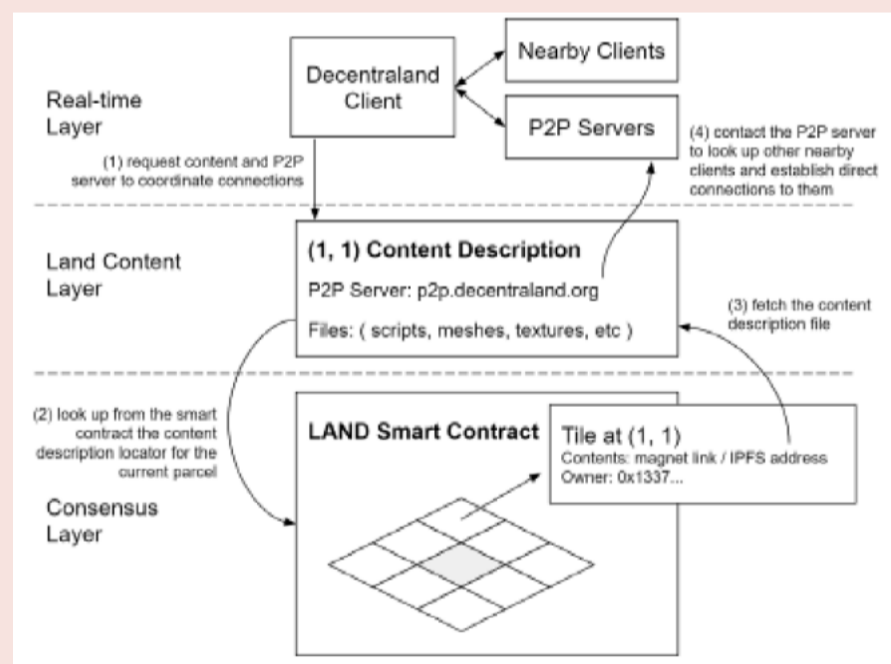 Nearby Clients
Decentraland
Client
Real-time
Layer
P2P Servers
(1) request content and P2P
server to coordinate connections
(4) contact the P2P server
to look up other nearby
clients and establish direct
connections to them
(1, 1) Content Description
Land Content
Layer
P2P Server: p2p.decentraland.org
Files: ( scripts, meshes, textures, etc )
(3) fetch the content
description file
(2) look up from the smart
contract the content
description locator for the
current parcel
LAND Smart Contract
Tile at (1, 1)
Contents: magnet link / IPFS address
Owner: 0x1337...
Consensus
Layer